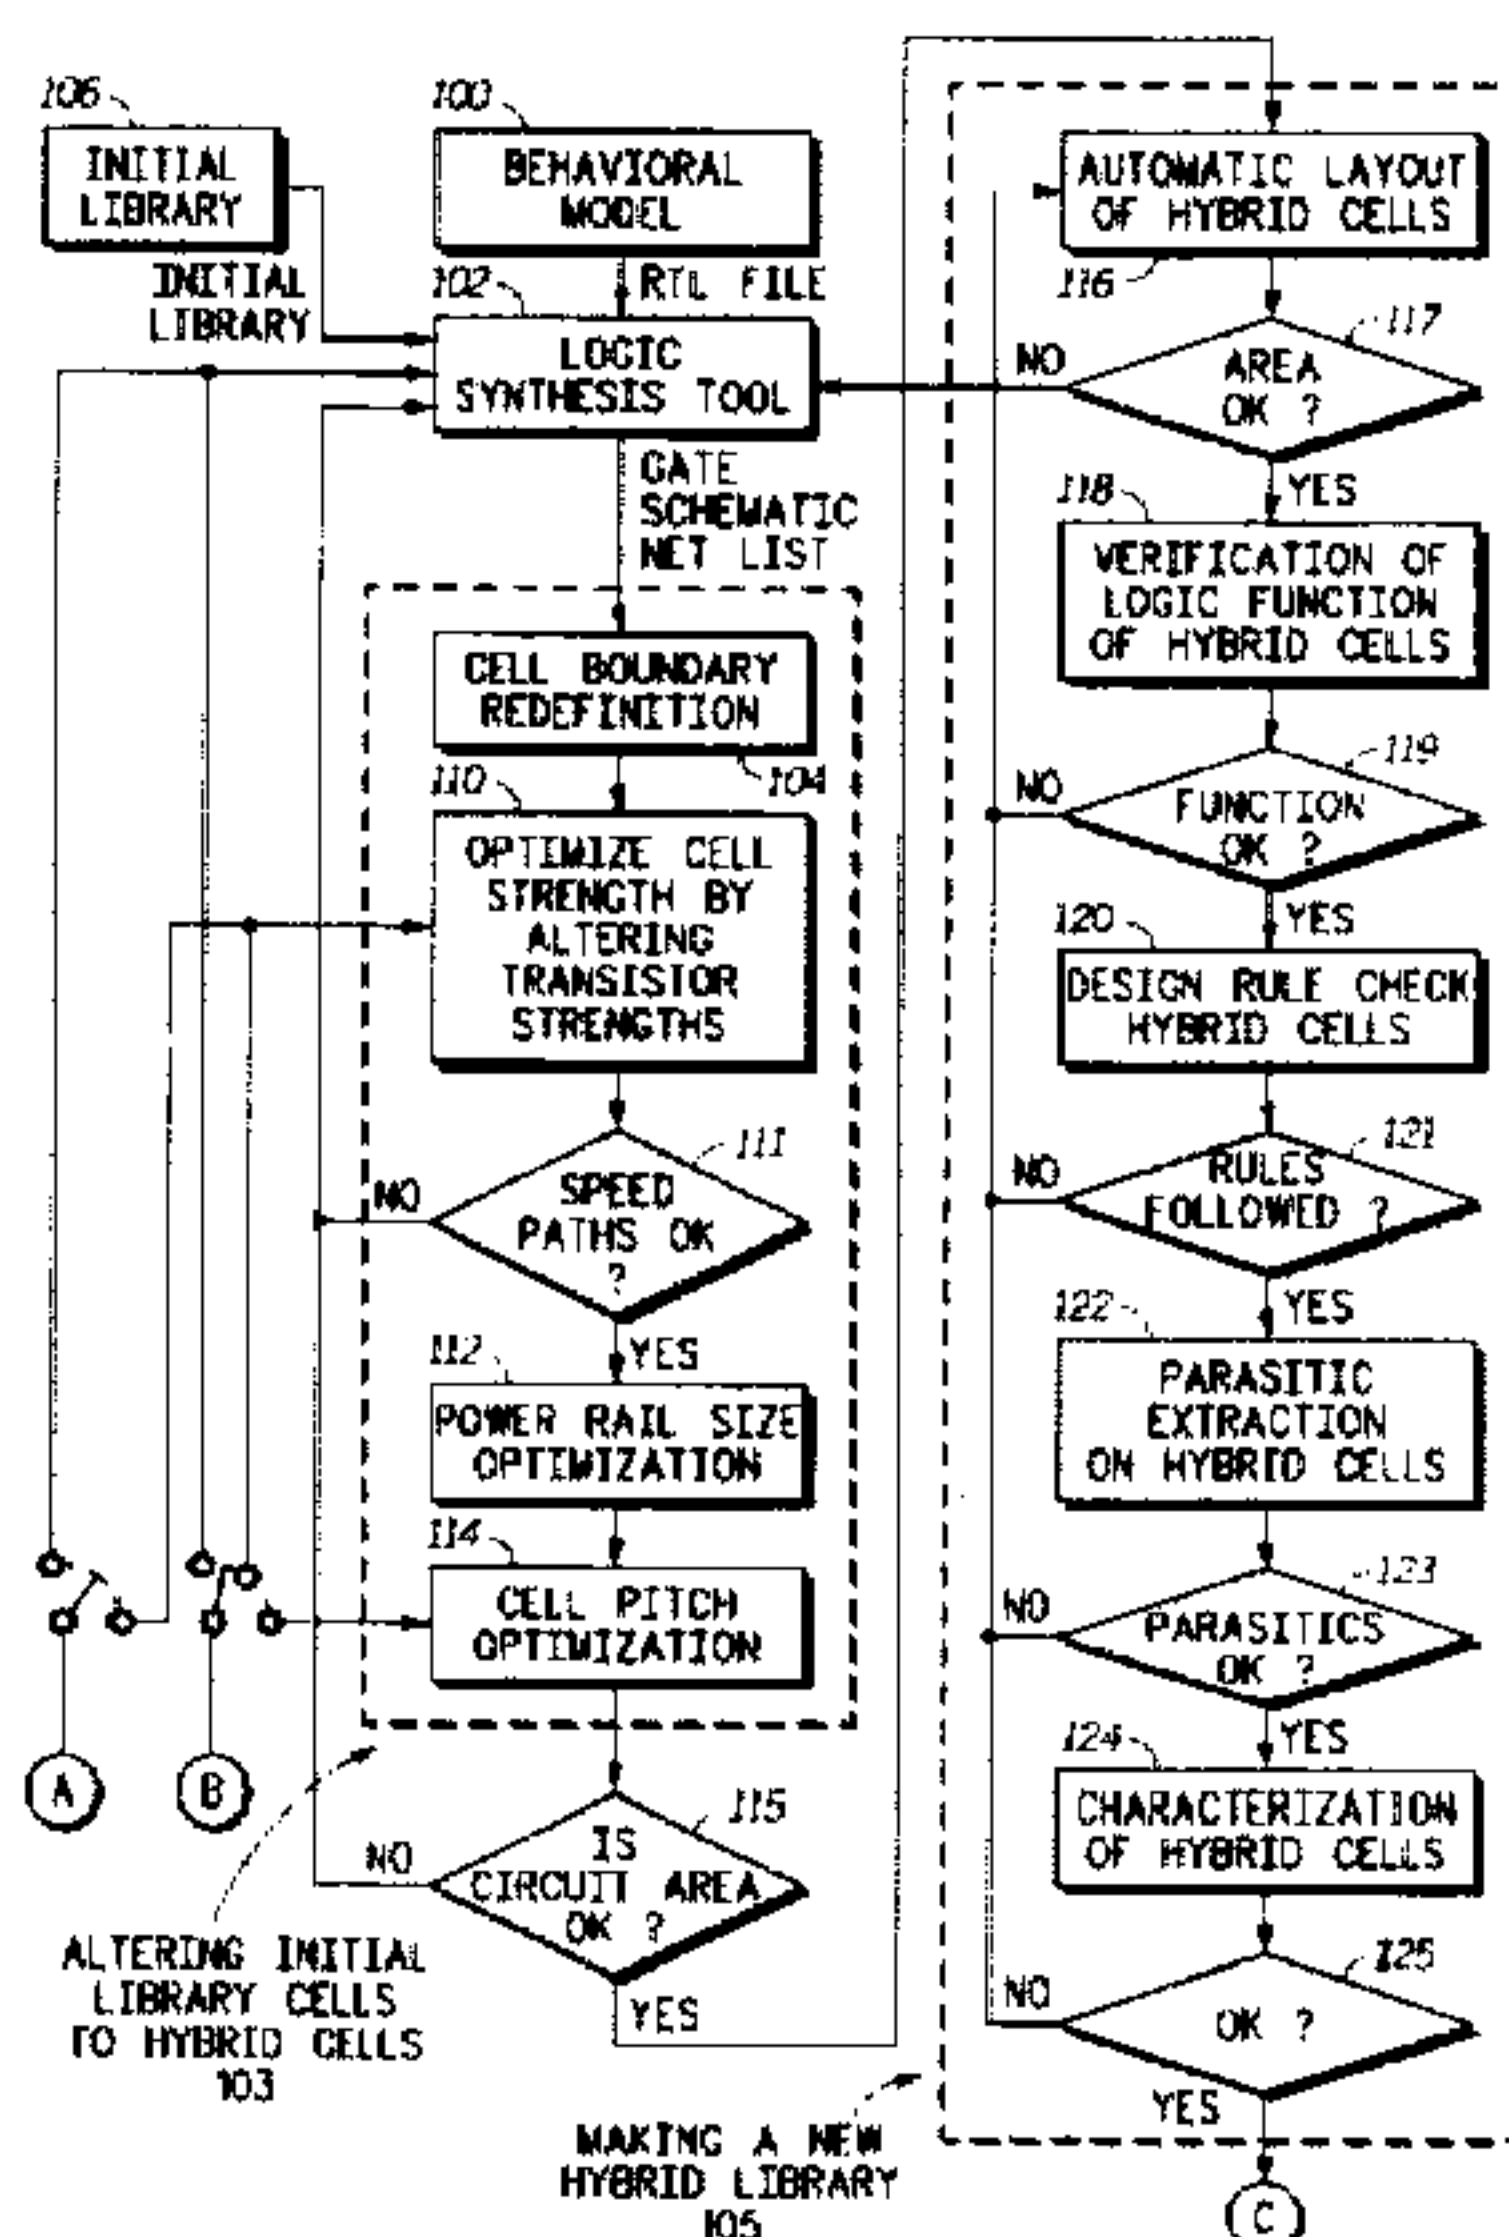 106
INITIAL
LIBRARY
INITIAL
LIBRARY
100
BEHAVIORAL
MODEL
RTL FILE
102
LOGIC
SYNTHESIS TOOL
GATE
SCHEMATIC
NET LIST
CELL BOUNDARY
REDEFINITION
104
110
OPTIMIZE CELL
STRENGTH BY
ALTERING
TRANSISTOR
STRENGTHS
111
SPEED
PATHS OK
?
NO
YES
112
POWER RAIL SIZE
OPTIMIZATION
114
CELL PITCH
OPTIMIZATION
A
B
115
IS
CIRCUIT AREA
OK ?
NO
YES
ALTERING INITIAL
LIBRARY CELLS
TO HYBRID CELLS
103
AUTOMATIC LAYOUT
OF HYBRID CELLS
116
117
AREA
OK ?
NO
YES
118
VERIFICATION OF
LOGIC FUNCTION
OF HYBRID CELLS
119
FUNCTION
OK ?
NO
YES
120
DESIGN RULE CHECK
HYBRID CELLS
121
RULES
FOLLOWED ?
NO
YES
122
PARASITIC
EXTRACTION
ON HYBRID CELLS
123
PARASITICS
OK ?
NO
YES
124
CHARACTERIZATION
OF HYBRID CELLS
125
OK ?
NO
YES
MAKING A NEW
HYBRID LIBRARY
105
C